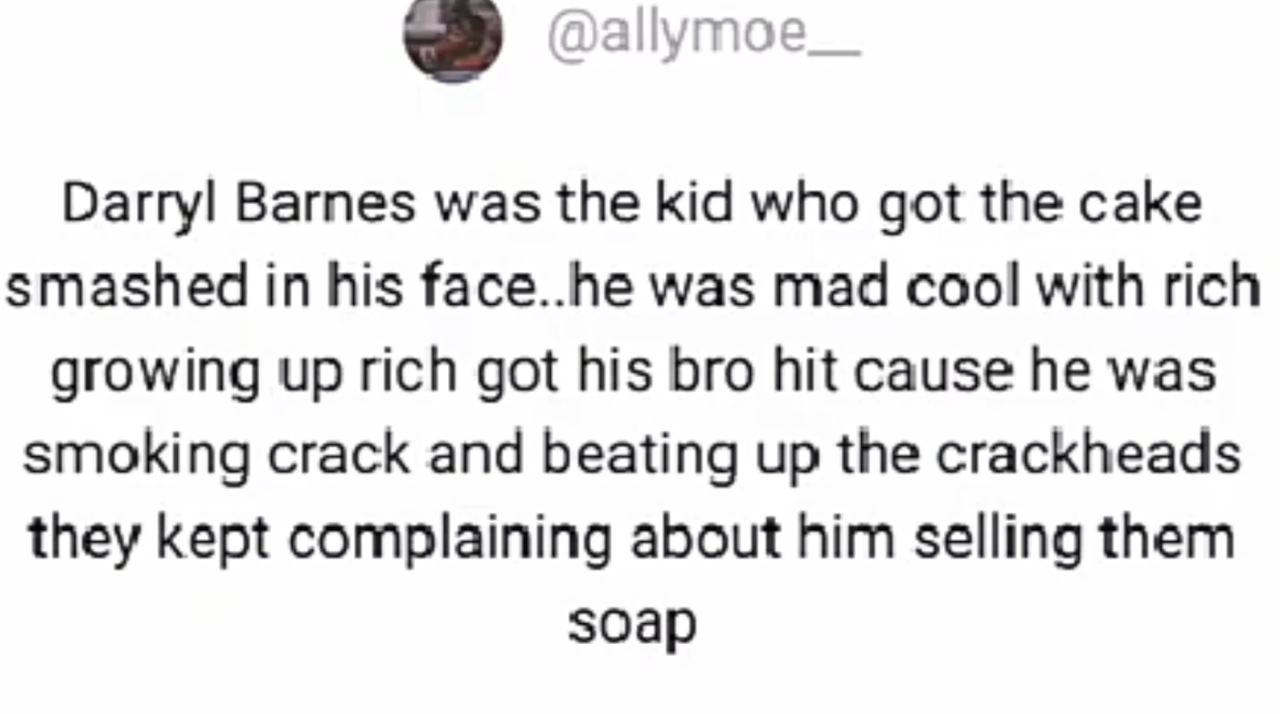 @allymoe__
Darryl Barnes was the kid who got the cake
smashed in his face..he was mad cool with rich
growing up rich got his bro hit cause he was
smoking crack and beating up the crackheads
they kept complaining about him selling them
soap